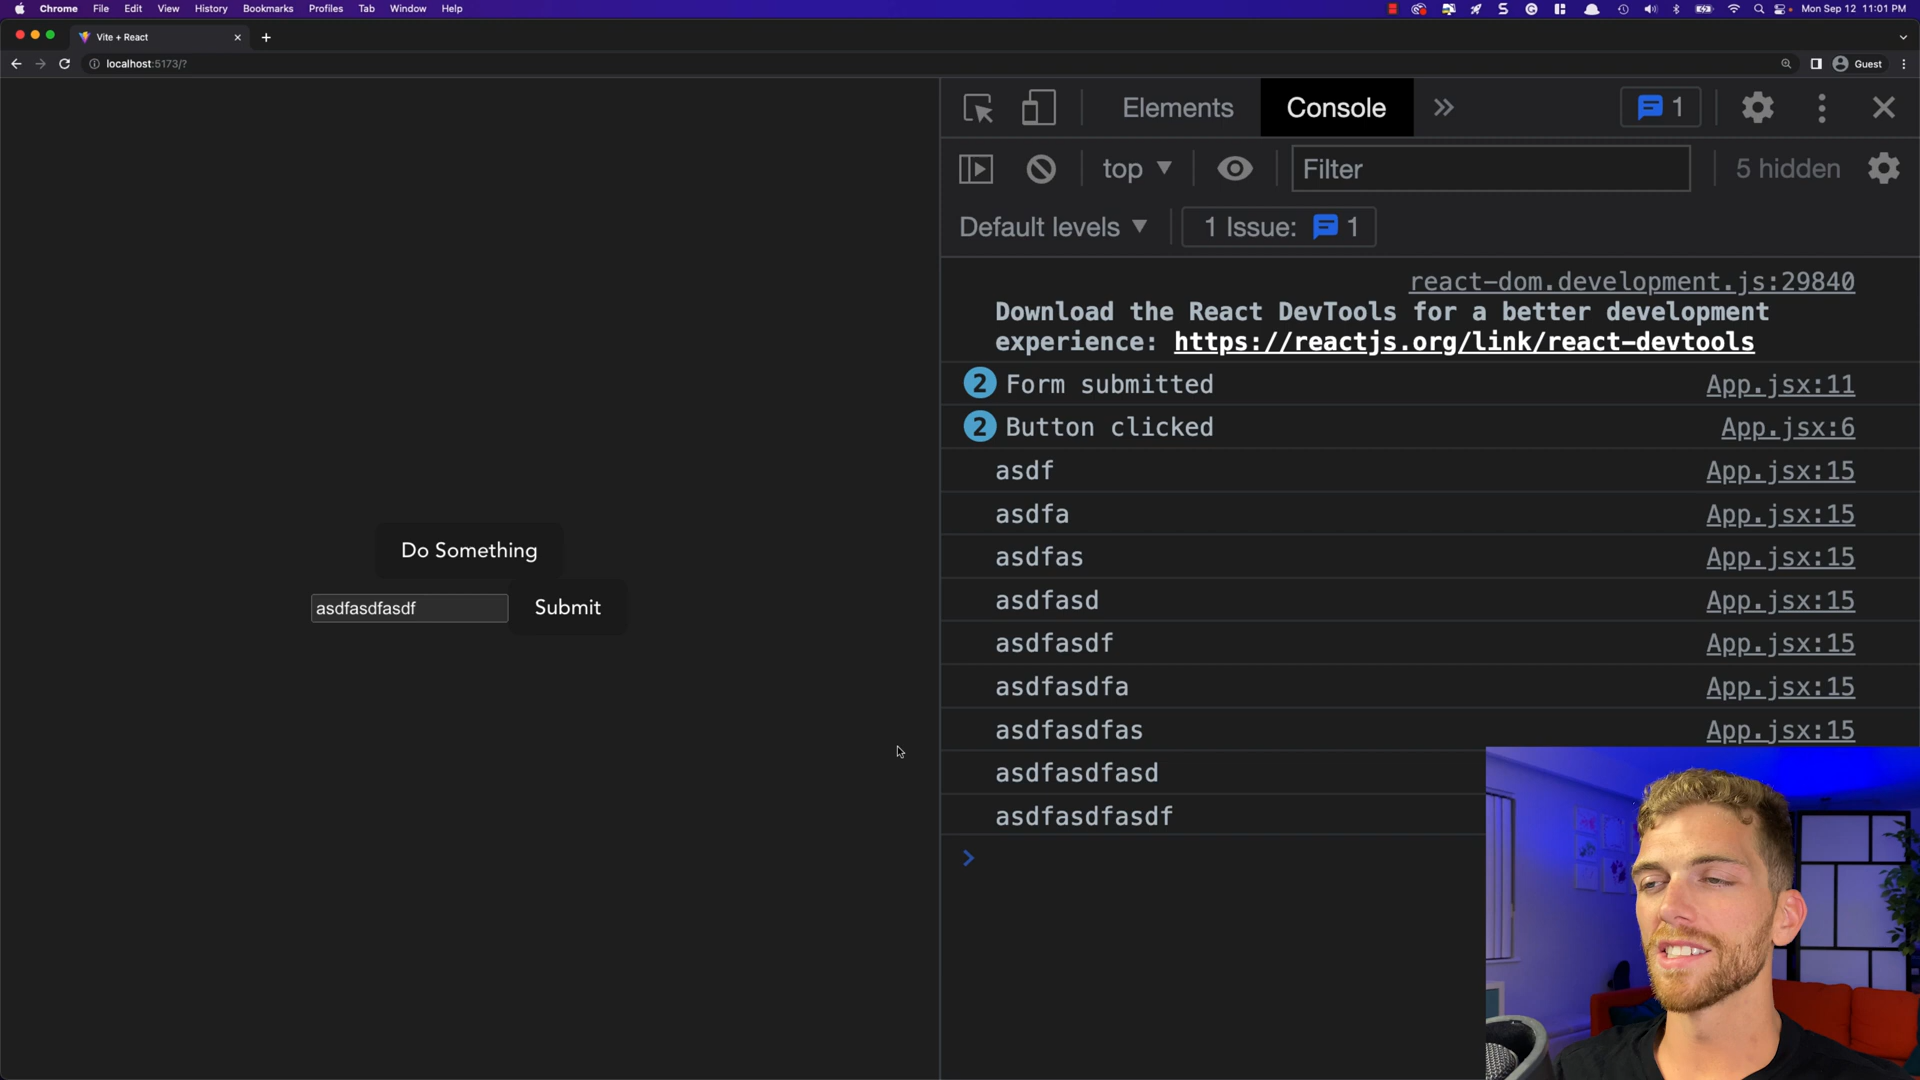 Chrome File Edit View History Bookmarks Profiles Tab Window Help Mon Sep 12 11:01 PM
Vite + React
localhost:5173/? Guest
Elements Console 1
top Filter 5 hidden
Default levels 1 Issue: 1
react-dom.development.js:29840
Download the React DevTools for a better development
experience: https://reactjs.org/link/react-devtools
2 Form submitted App.jsx:11
2 Button clicked App.jsx:6
asdf App.jsx:15
asdfa App.jsx:15
asdfas App.jsx:15
asdfasd App.jsx:15
asdfasdf App.jsx:15
asdfasdfa App.jsx:15
asdfasdfas App.jsx:15
asdfasdfasd
asdfasdfasdf
Do Something
asdfasdfasdf Submit